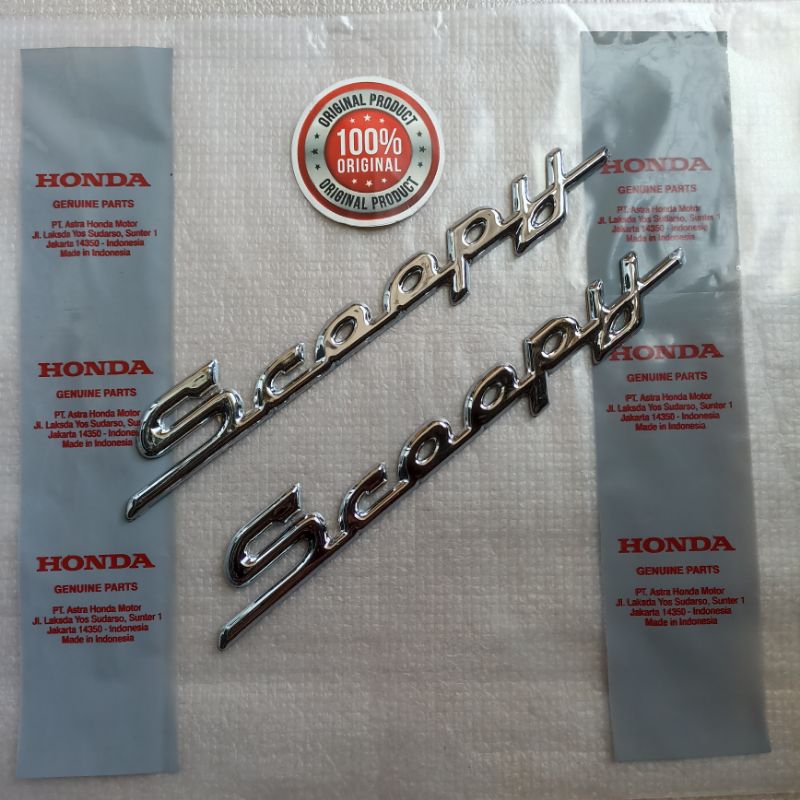 ORIGINAL PRODUCT
100%
ORIGINAL
ORIGINAL PRODUCT
HONDA
GENUINE PARTS
PT. Astra Honda Motor
Jl. Laksda Yos Sudarso, Sunter 1
Jakarta 14350 - Indonesia
Made in Indonesia
HONDA
GENUINE PARTS
PT. Astra Honda Motor
Jl. Laksda Yos Sudarso,
Jakarta 14350 -
Made in Indonesia
HONDA
GENUINE PARTS
PT. Astra Honda Motor
Jl. Laksda Yos Sudarso, Sunter 1
Jakarta 14350 - Indonesia
Made in Indonesia
Scoopy
Scoopy
HONDA
GENUINE PARTS
PT. Astra Honda Motor
Jl. Laksda Yos Sudarso, Sunter 1
Jakarta 14350 - Indonesia
Made in Indonesia
HONDA
GENUINE PARTS
PT. Astra Honda Motor
Jl. Laksda Yos Sudarso, Sunter 1
Jakarta 14350 - Indonesia
Made in Indonesia
HONDA
GENUINE PARTS
PT. Astra Honda Motor
Jl. Laksda Yos Sudarso, Sunter 1
Jakarta 14350 - Indonesia
Made in Indonesia